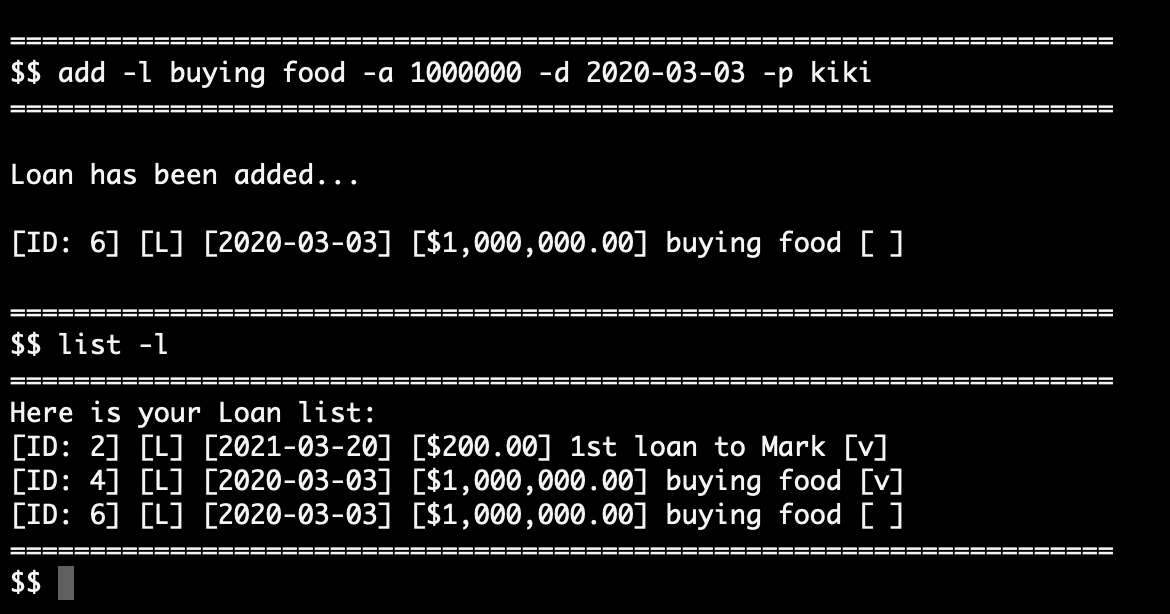 =====================================================================
$$ add -l buying food -a 1000000 -d 2020-03-03 -p kiki
=====================================================================
Loan has been added...
[ID: 6] [L] [2020-03-03] [$1,000,000.00] buying food [ ]
=====================================================================
$$ list -l
=====================================================================
Here is your Loan list:
[ID: 2] [L] [2021-03-20] [$200.00] 1st loan to Mark [v]
[ID: 4] [L] [2020-03-03] [$1,000,000.00] buying food [v]
[ID: 6] [L] [2020-03-03] [$1,000,000.00] buying food [ ]
=====================================================================
$$